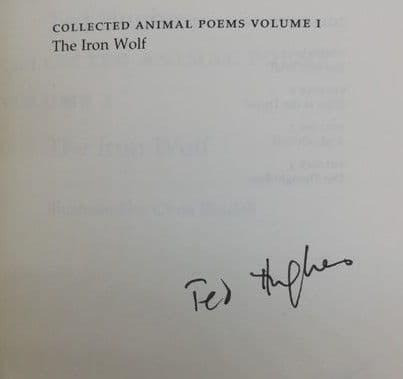 COLLECTED ANIMAL POEMS VOLUME I
The Iron Wolf
Ted Hughes